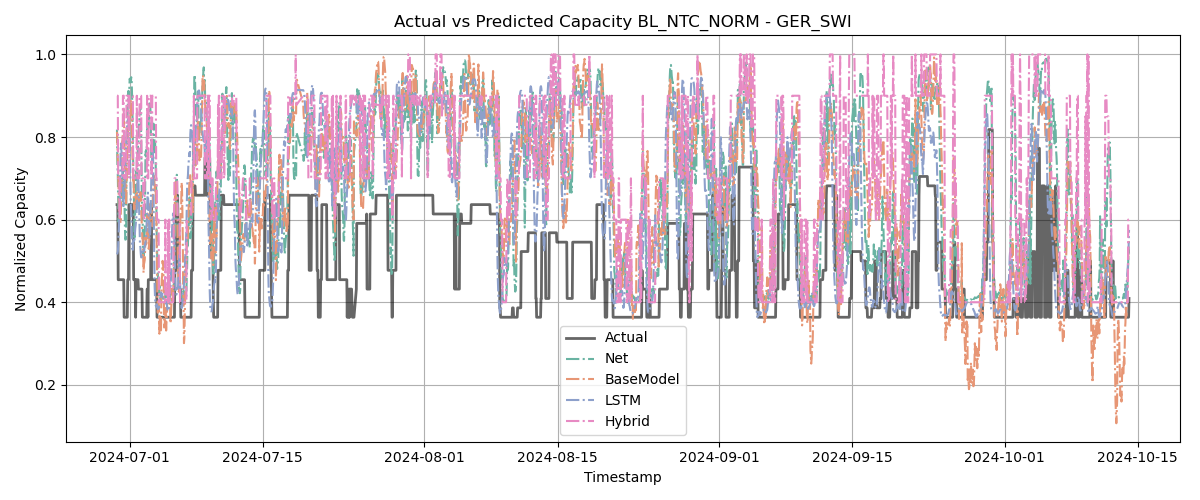 Actual vs Predicted Capacity BL_NTC_NORM - GER_SWI
Normalized Capacity
1.0
0.8
0.6
0.4
0.2
Actual
Net
BaseModel
LSTM
Hybrid
2024-07-01
2024-07-15
2024-08-01
2024-08-15
2024-09-01
2024-09-15
2024-10-01
2024-10-15
Timestamp